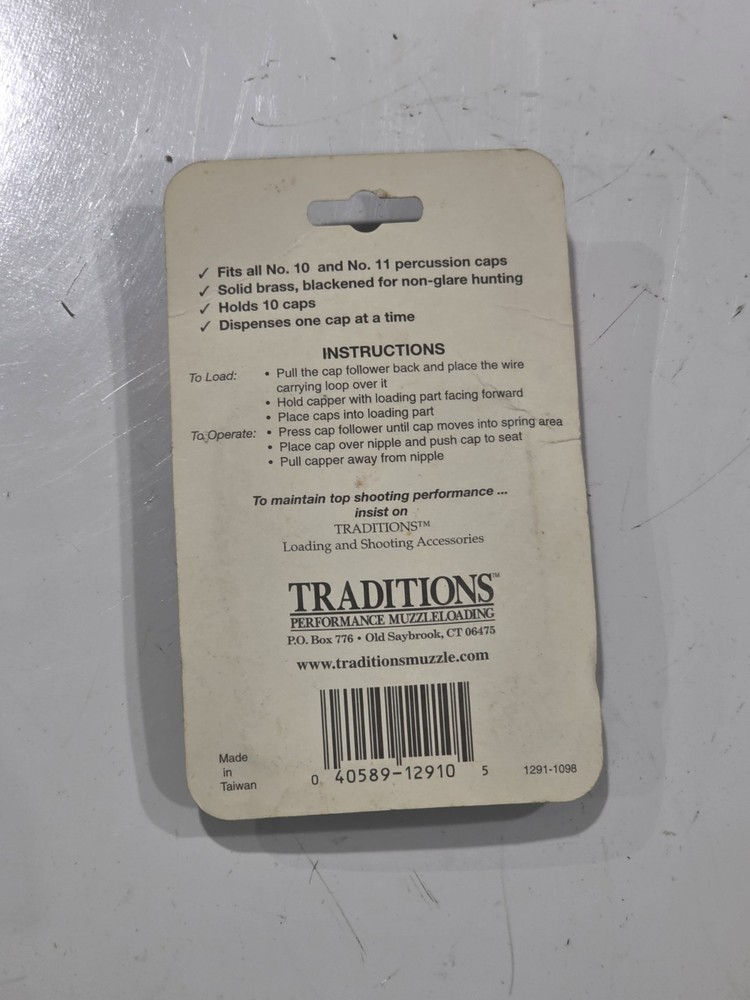 ✓ Fits all No. 10 and No. 11 percussion caps
✓ Solid brass, blackened for non-glare hunting
✓ Holds 10 caps
✓ Dispenses one cap at a time
INSTRUCTIONS
To Load: • Pull the cap follower back and place the wire
carrying loop over it
• Hold capper with loading part facing forward
• Place caps into loading part
To Operate: • Press cap follower until cap moves into spring area
• Place cap over nipple and push cap to seat
• Pull capper away from nipple
To maintain top shooting performance ...
insist on
TRADITIONS™
Loading and Shooting Accessories
TRADITIONS™
PERFORMANCE MUZZLELOADING
P.O. Box 776 • Old Saybrook, CT 06475
www.traditionsmuzzle.com
Made
in
Taiwan
0 40589-12910 5
1291-1098